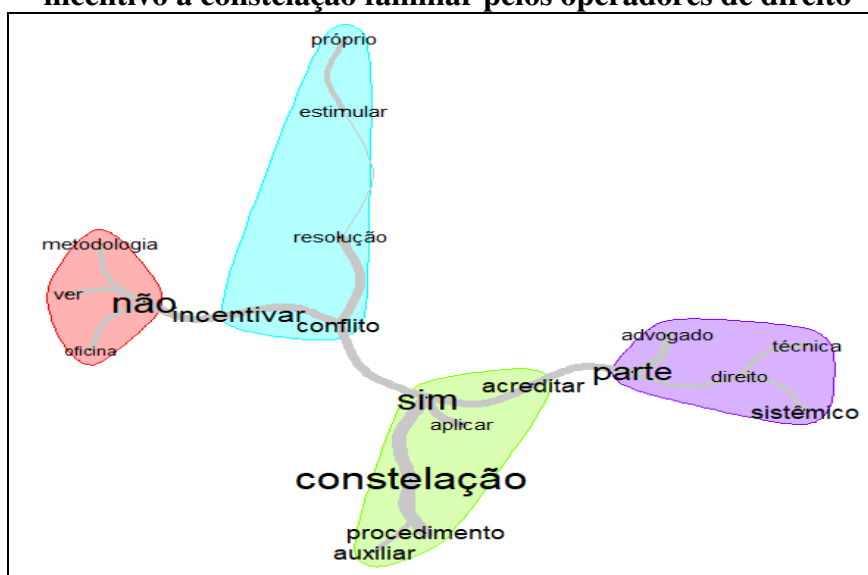 incentivo à constelação familiar pelos operadores de direito
próprio
estimular
resolução
metodologia
ver
não
incentivar
conflito
oficina
advogado
técnica
acreditar
parte
direito
sistêmico
sim
aplicar
constelação
procedimento
auxiliar